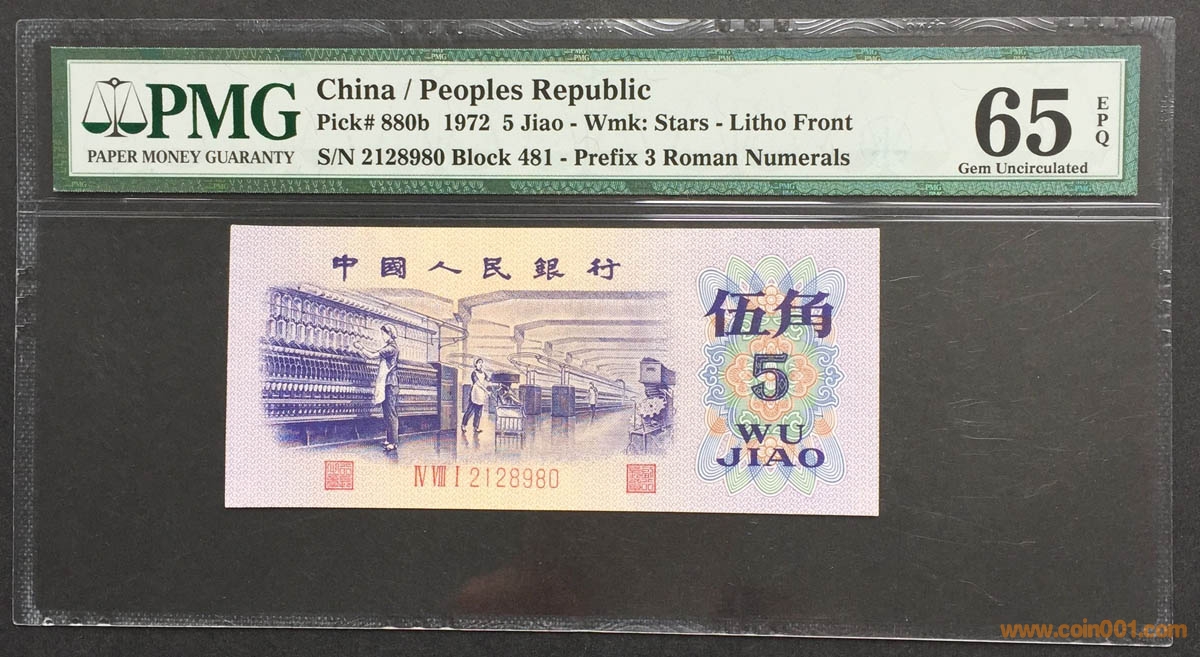 PMG
PAPER MONEY GUARANTY
China / Peoples Republic
Pick# 880b 1972 5 Jiao - Wmk: Stars - Litho Front
S/N 2128980 Block 481 - Prefix 3 Roman Numerals
65
EPQ
Gem Uncirculated
中國人民銀行
伍角
5
WU
JIAO
IV VIII I 2128980
www.coin001.com